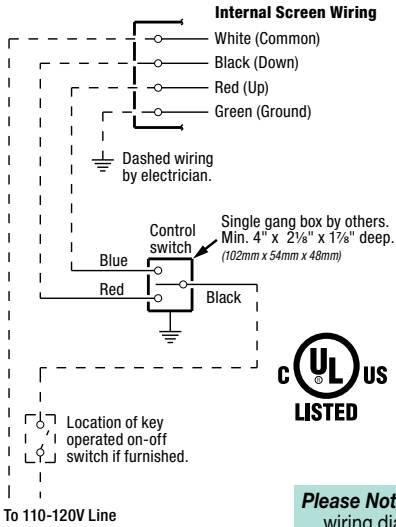 Internal Screen Wiring
White (Common)
Black (Down)
Red (Up)
Green (Ground)
Dashed wiring
by electrician.
Control
switch
Single gang box by others.
Min. 4" x 2⅛" x 1⅞" deep.
(102mm x 54mm x 48mm)
Blue
Red
Black
C UL US
®
LISTED
Location of key
operated on-off
switch if furnished.
To 110-120V Line
Please Not
wiring dia